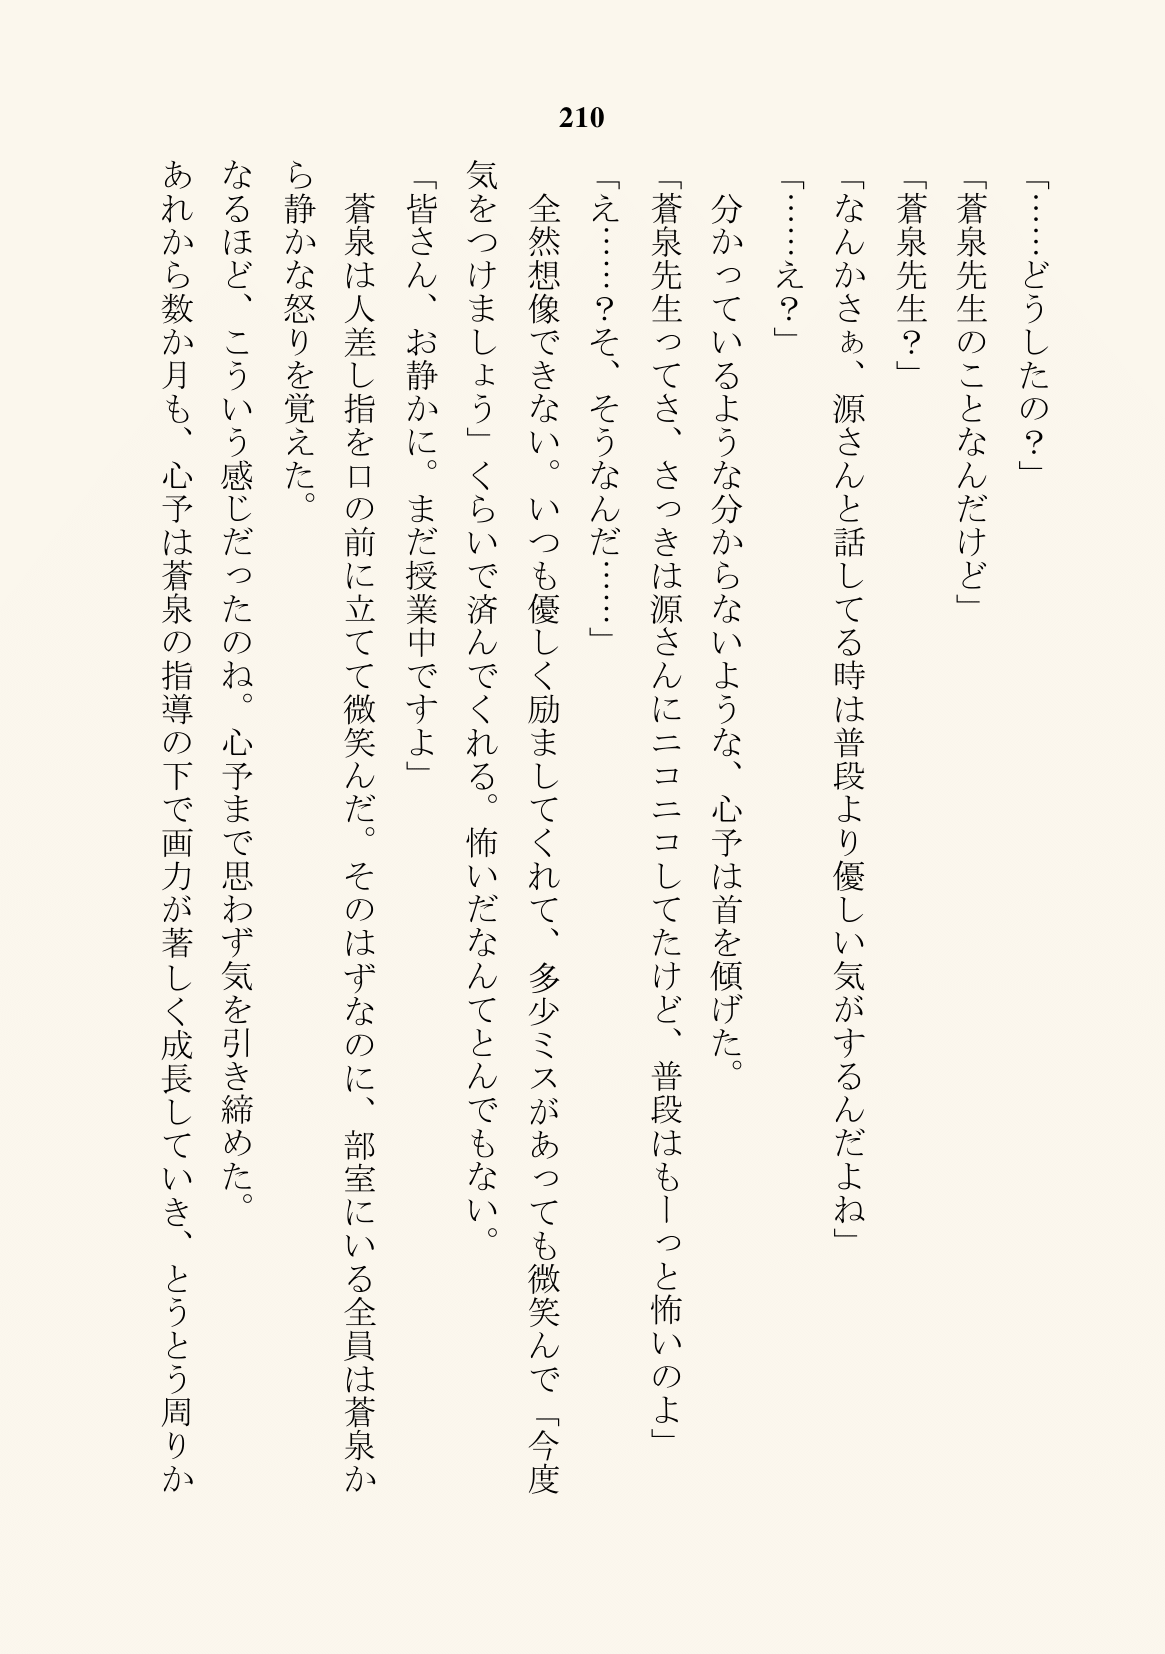 210
「……どうしたの？」
「蒼泉先生のことなんだけど」
「蒼泉先生？」
「なんかさぁ、源さんと話してる時は普段より優しい気がするんだよね」
「……え？」
　分かっているような分からないような、心予は首を傾げた。
「蒼泉先生ってさ、さっきは源さんにニコニコしてたけど、普段はもーっと怖いのよ」
「え……？そ、そうなんだ……」
　全然想像できない。いつも優しく励ましてくれて、多少ミスがあっても微笑んで「今度
気をつけましょう」くらいで済んでくれる。怖いだなんてとんでもない。
「皆さん、お静かに。まだ授業中ですよ」
　蒼泉は人差し指を口の前に立てて微笑んだ。そのはずなのに、部室にいる全員は蒼泉か
ら静かな怒りを覚えた。
なるほど、こういう感じだったのね。心予まで思わず気を引き締めた。
あれから数か月も、心予は蒼泉の指導の下で画力が著しく成長していき、とうとう周りか